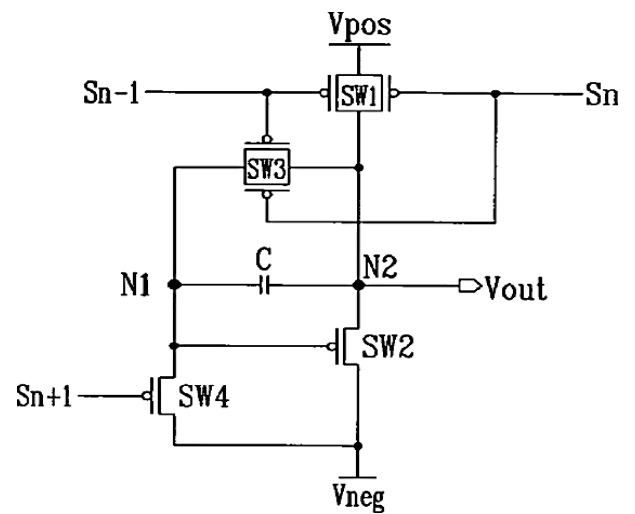 Vpos
Sn-1
SW1
Sn
SW3
C
N1
N2
Vout
SW2
Sn+1
SW4
Vneg